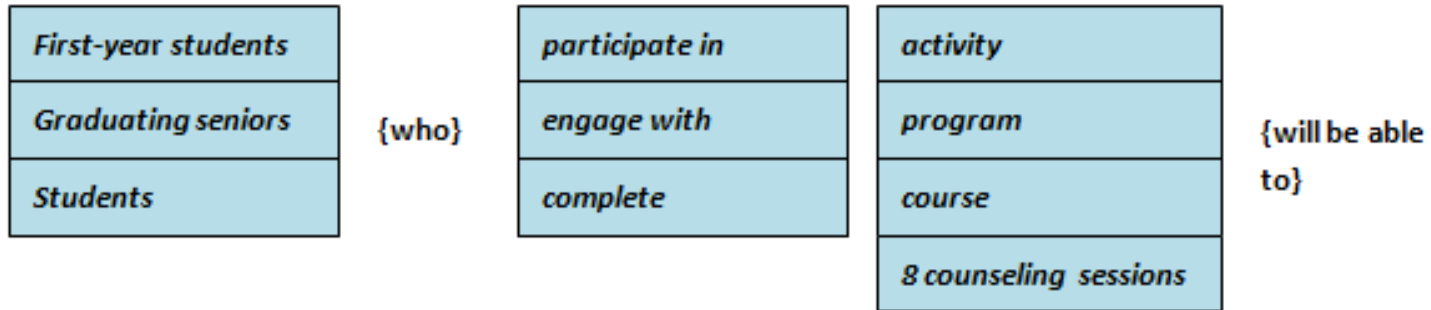 First-year students
Graduating seniors
Students
{who}
participate in
engage with
complete
activity
program
course
8 counseling sessions
{will be able
to}